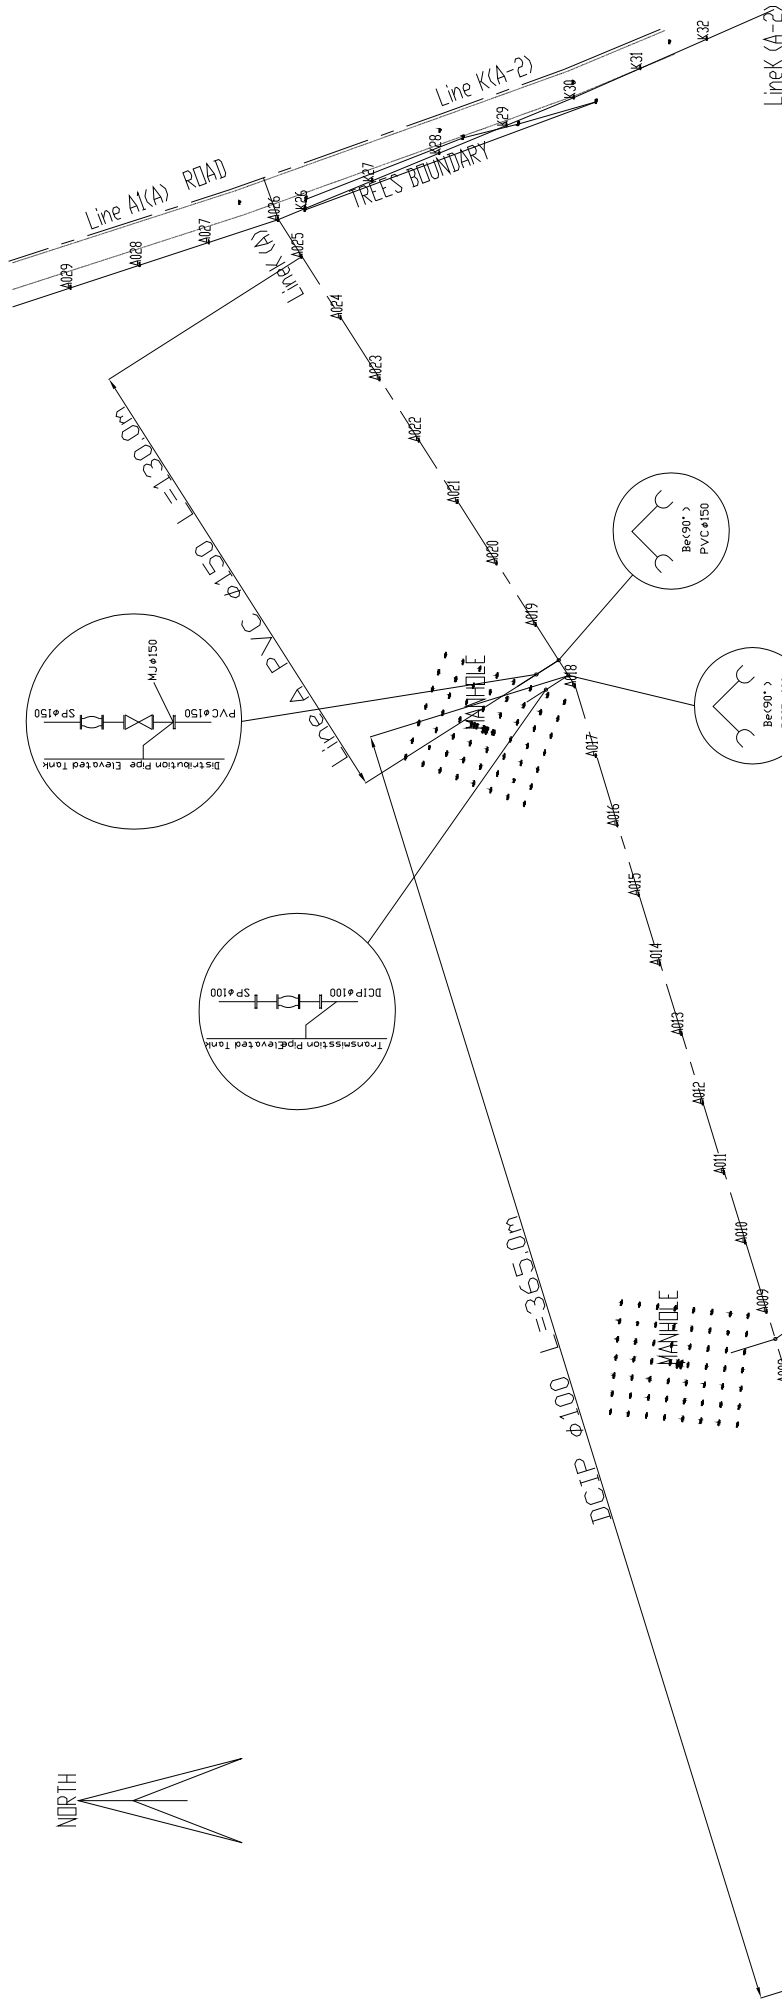 LineK (A-2)
K32
K31
K30
K29
K28
K27
K26
Line K(A-2)
TREES BOUNDARY
Line A1(A) ROAD
A029
A028
A027
A026
LineK (A)
A025
A024
A023
A022
A021
A020
A019
A018
A017
A016
A015
A014
A013
A012
A011
A010
A009
Line A PVC φ150 L=130.0m
MANHOLE
Be(90°)
PVCφ150
Be(90°)
SPφ150
MJφ150
PVCφ150
Distribution Pipe
Elevated Tank
SPφ100
DCIPφ100
Transmisstion Pipe
Elevated Tank
DCIP φ100 L=365.0m
MANHOLE
NORTH